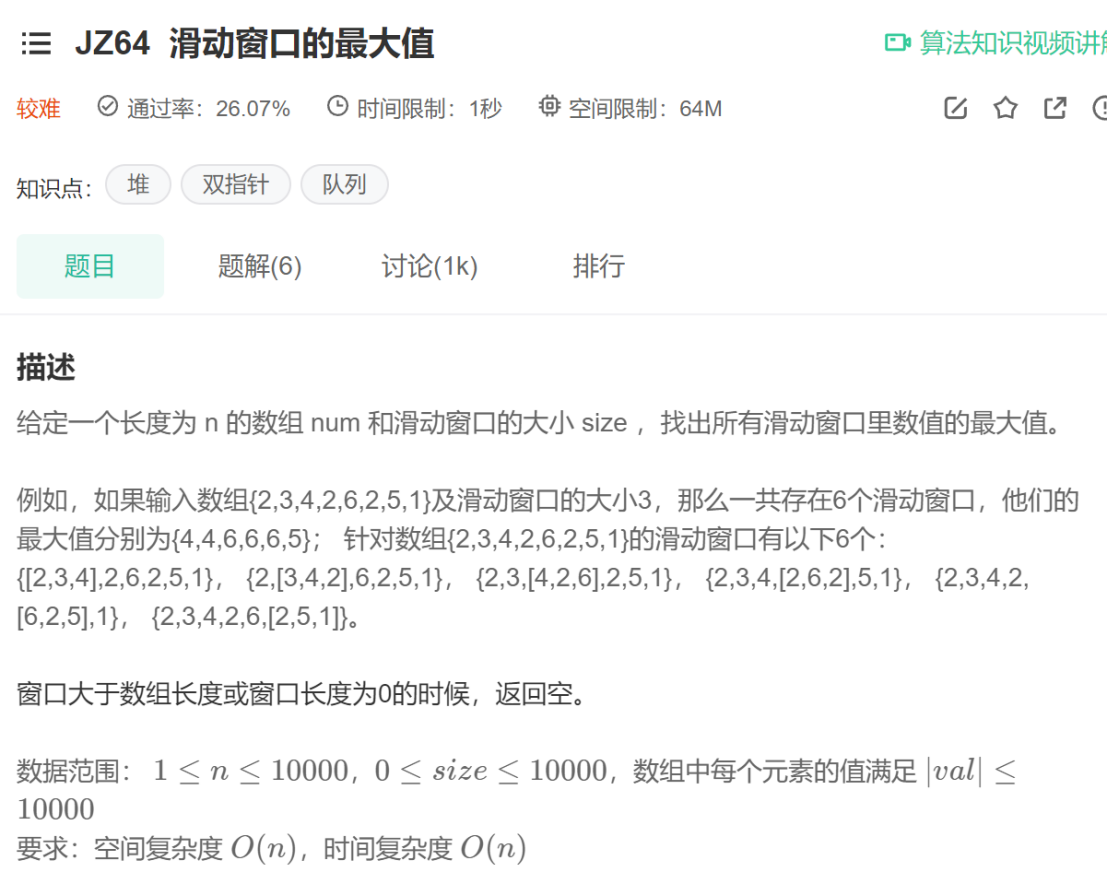 JZ64 滑动窗口的最大值
算法知识视频讲解
较难 通过率：26.07% 时间限制：1秒 空间限制：64M
知识点： 堆 双指针 队列
题目 题解(6) 讨论(1k) 排行
描述
给定一个长度为 n 的数组 num 和滑动窗口的大小 size ，找出所有滑动窗口里数值的最大值。
例如，如果输入数组{2,3,4,2,6,2,5,1}及滑动窗口的大小3，那么一共存在6个滑动窗口，他们的
最大值分别为{4,4,6,6,6,5}； 针对数组{2,3,4,2,6,2,5,1}的滑动窗口有以下6个：
{[2,3,4],2,6,2,5,1}， {2,[3,4,2],6,2,5,1}， {2,3,[4,2,6],2,5,1}， {2,3,4,[2,6,2],5,1}， {2,3,4,2,
[6,2,5],1}， {2,3,4,2,6,[2,5,1]}。
窗口大于数组长度或窗口长度为0的时候，返回空。
数据范围： 1 ≤ n ≤ 10000，0 ≤ size ≤ 10000，数组中每个元素的值满足 |val| ≤
10000
要求：空间复杂度 O(n)，时间复杂度 O(n)